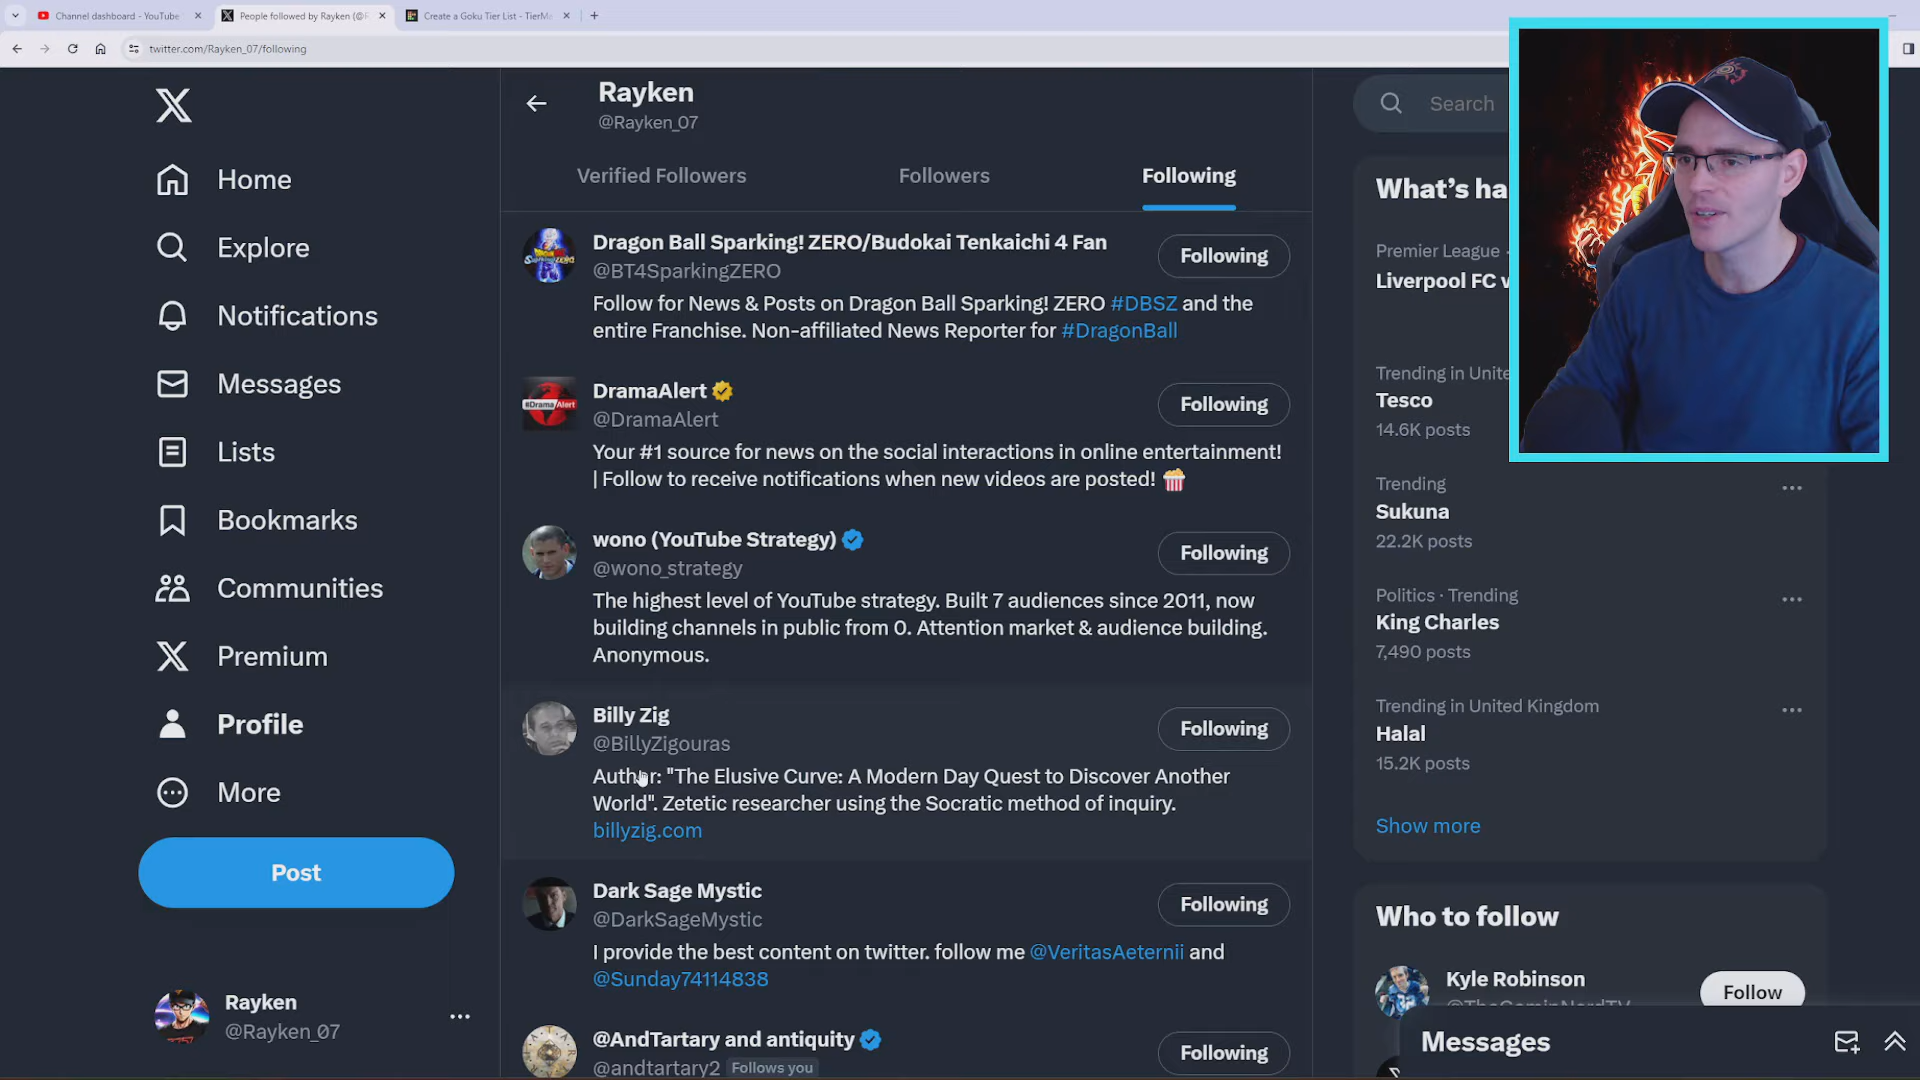 Channel dashboard - YouTube
People followed by Rayken (@R
Create a Goku Tier List - TierMa
twitter.com/Rayken_07/following
Home
Explore
Notifications
Messages
Lists
Bookmarks
Communities
Premium
Profile
More
Post
Rayken
@Rayken_07
Rayken
@Rayken_07
Verified Followers
Followers
Following
Dragon Ball Sparking! ZERO/Budokai Tenkaichi 4 Fan
@BT4SparkingZERO
Following
Follow for News & Posts on Dragon Ball Sparking! ZERO #DBSZ and the
entire Franchise. Non-affiliated News Reporter for #DragonBall
#DramaAlert
DramaAlert
@DramaAlert
Following
Your #1 source for news on the social interactions in online entertainment!
| Follow to receive notifications when new videos are posted! 🍿
wono (YouTube Strategy)
@wono_strategy
Following
The highest level of YouTube strategy. Built 7 audiences since 2011, now
building channels in public from 0. Attention market & audience building.
Anonymous.
Billy Zig
@BillyZigouras
Following
Author: "The Elusive Curve: A Modern Day Quest to Discover Another
World". Zetetic researcher using the Socratic method of inquiry.
billyzig.com
Dark Sage Mystic
@DarkSageMystic
Following
I provide the best content on twitter. follow me @VeritasAeternii and
@Sunday74114838
@AndTartary and antiquity
@andtartary2 Follows you
Following
Search
What's ha
Premier League ·
Liverpool FC v
Trending in Unite
Tesco
14.6K posts
Trending
Sukuna
22.2K posts
Politics · Trending
King Charles
7,490 posts
Trending in United Kingdom
Halal
15.2K posts
Show more
Who to follow
Kyle Robinson
Follow
Messages